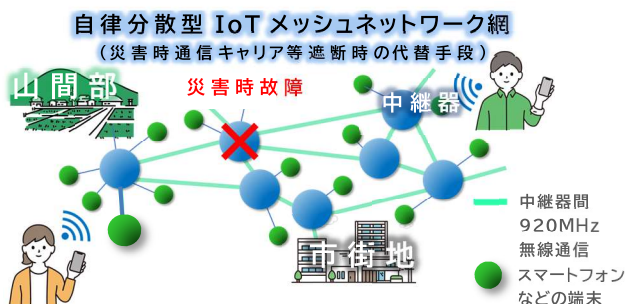 自律分散型 IoT メッシュネットワーク網
(災害時通信キャリア等遮断時の代替手段)
山間部
災害時故障
中継器
市街地
中継器間
920MHz
無線通信
スマートフォン
などの端末